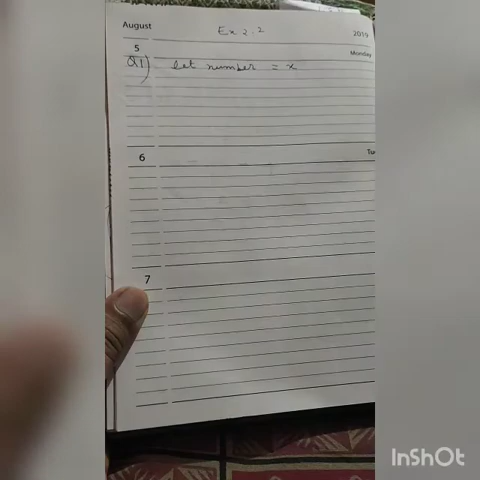 August Ex 2.2 2019
5 Monday
Q1) let number = x
6 Tu
7
InShOt